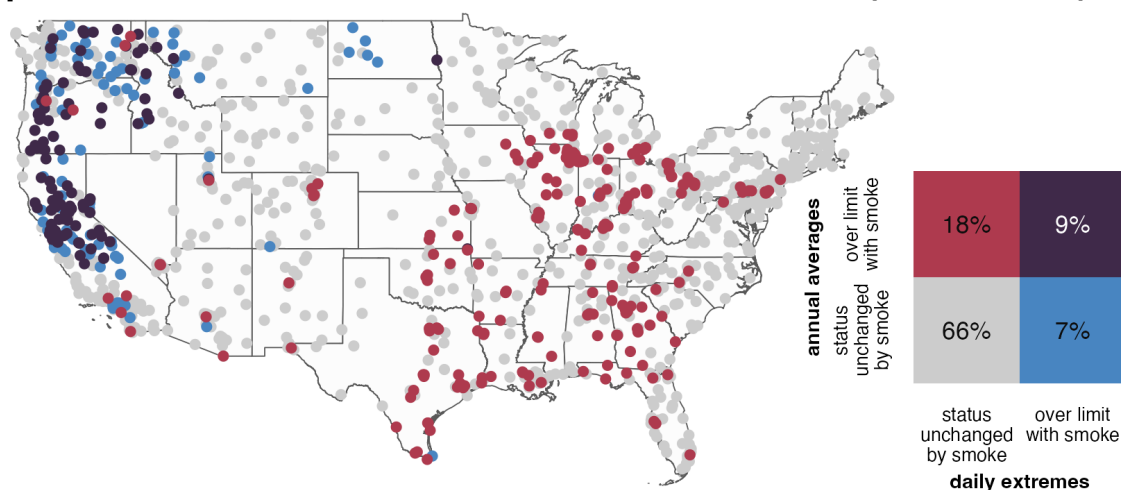 annual averages
over limit
with smoke
status
unchanged
by smoke
18%
9%
66%
7%
status
unchanged
by smoke
over limit
with smoke
daily extremes